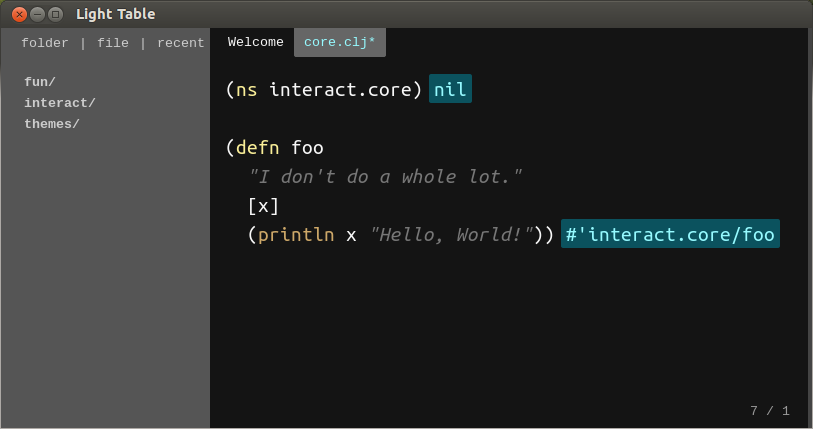 Light Table
folder | file | recent
Welcome core.clj*
fun/
interact/
themes/
(ns interact.core) nil
(defn foo
"I don't do a whole lot."
[x]
(println x "Hello, World!")) #'interact.core/foo
7 / 1